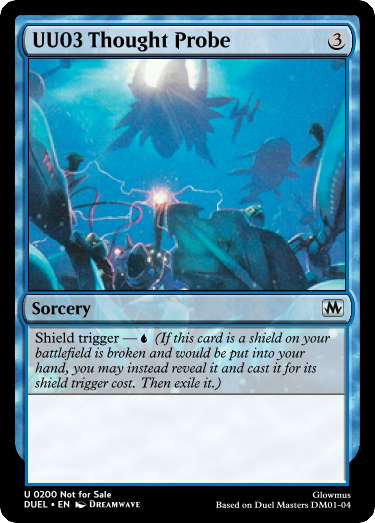 UU03 Thought Probe
3
Sorcery
Shield trigger — (If this card is a shield on your
battlefield is broken and would be put into your
hand, you may instead reveal it and cast it for its
shield trigger cost. Then exile it.)
U 0200 Not for Sale
DUEL • EN Dreamwave
Glowmus
Based on Duel Masters DM01-04